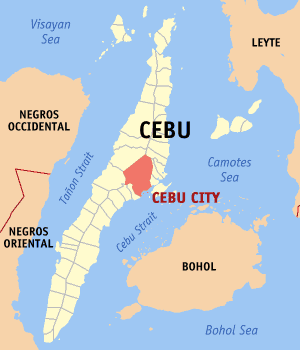 Visayan
Sea
LEYTE
NEGROS
OCCIDENTAL
CEBU
Tañon Strait
Camotes
Sea
CEBU CITY
Cebu Strait
NEGROS
ORIENTAL
BOHOL
Bohol Sea